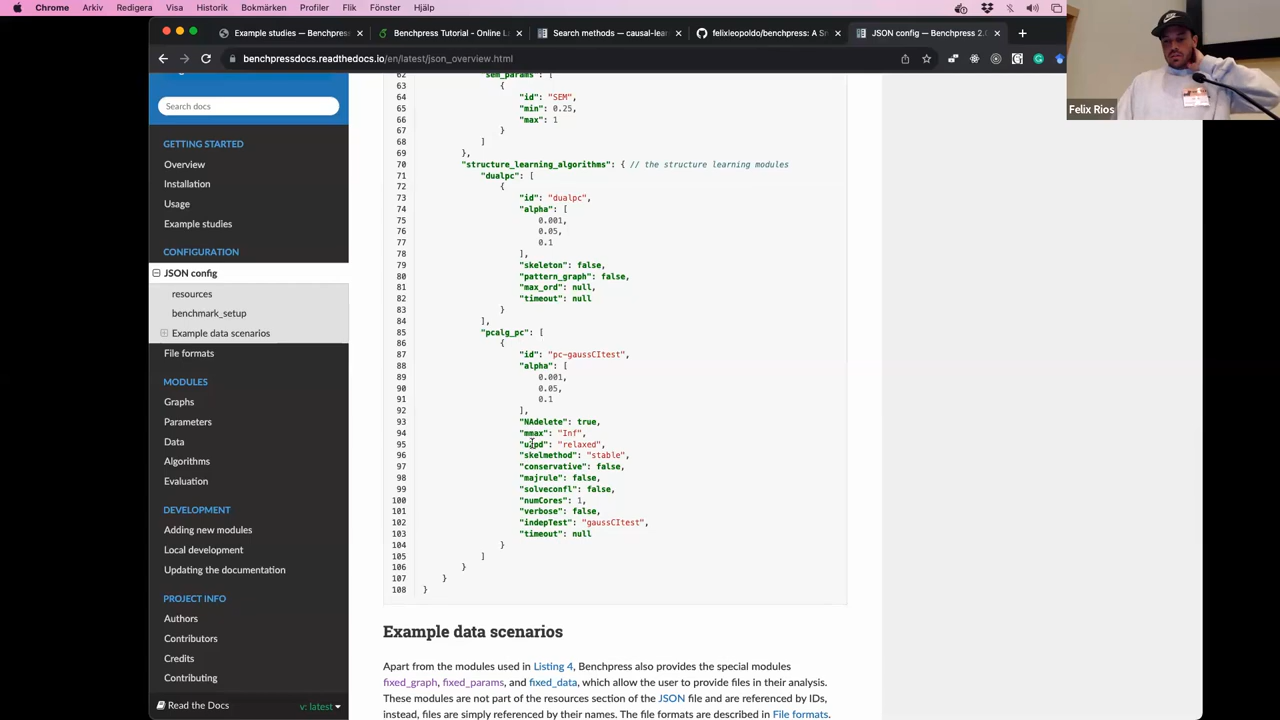 Chrome Arkiv Redigera Visa Historik Bokmärken Profiler Flik Fönster Hjälp
Example studies — Benchpress
Benchpress Tutorial - Online L
Search methods — causal-lear
felixleopoldo/benchpress: A S
JSON config — Benchpress 2.
benchpressdocs.readthedocs.io/en/latest/json_overview.html
Felix Rios
Search docs
GETTING STARTED
Overview
Installation
Usage
Example studies
CONFIGURATION
JSON config
resources
benchmark_setup
Example data scenarios
File formats
MODULES
Graphs
Parameters
Data
Algorithms
Evaluation
DEVELOPMENT
Adding new modules
Local development
Updating the documentation
PROJECT INFO
Authors
Contributors
Credits
Contributing
Read the Docs v: latest
62 "sem_params": [
63 {
64 "id": "SEM",
65 "min": 0.25,
66 "max": 1
67 }
68 ]
69 },
70 "structure_learning_algorithms": { // the structure learning modules
71 "dualpc": [
72 {
73 "id": "dualpc",
74 "alpha": [
75 0.001,
76 0.05,
77 0.1
78 ],
79 "skeleton": false,
80 "pattern_graph": false,
81 "max_ord": null,
82 "timeout": null
83 }
84 ],
85 "pcalg_pc": [
86 {
87 "id": "pc-gaussCItest",
88 "alpha": [
89 0.001,
90 0.05,
91 0.1
92 ],
93 "NAdelete": true,
94 "mmax": "Inf",
95 "u2pd": "relaxed",
96 "skelmethod": "stable",
97 "conservative": false,
98 "majrule": false,
99 "solveconfl": false,
100 "numCores": 1,
101 "verbose": false,
102 "indepTest": "gaussCItest",
103 "timeout": null
104 }
105 ]
106 }
107 }
108 }
Example data scenarios
Apart from the modules used in Listing 4, Benchpress also provides the special modules
fixed_graph, fixed_params, and fixed_data, which allow the user to provide files in their analysis.
These modules are not part of the resources section of the JSON file and are referenced by IDs,
instead, files are simply referenced by their names. The file formats are described in File formats.